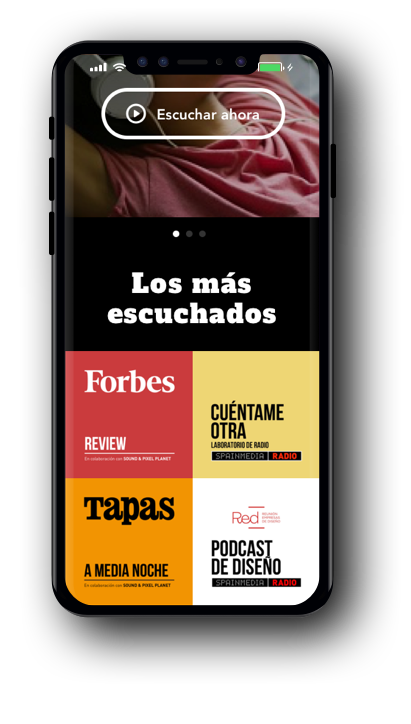 Escuchar ahora
Los más
escuchados
Forbes
REVIEW
En colaboración con SOUND & PIXEL PLANET
CUÉNTAME
OTRA
LABORATORIO DE RADIO
SPAINMEDIA RADIO
Tapas
A MEDIA NOCHE
En colaboración con SOUND & PIXEL PLANET
Red
PODCAST
DE DISEÑO
SPAINMEDIA RADIO